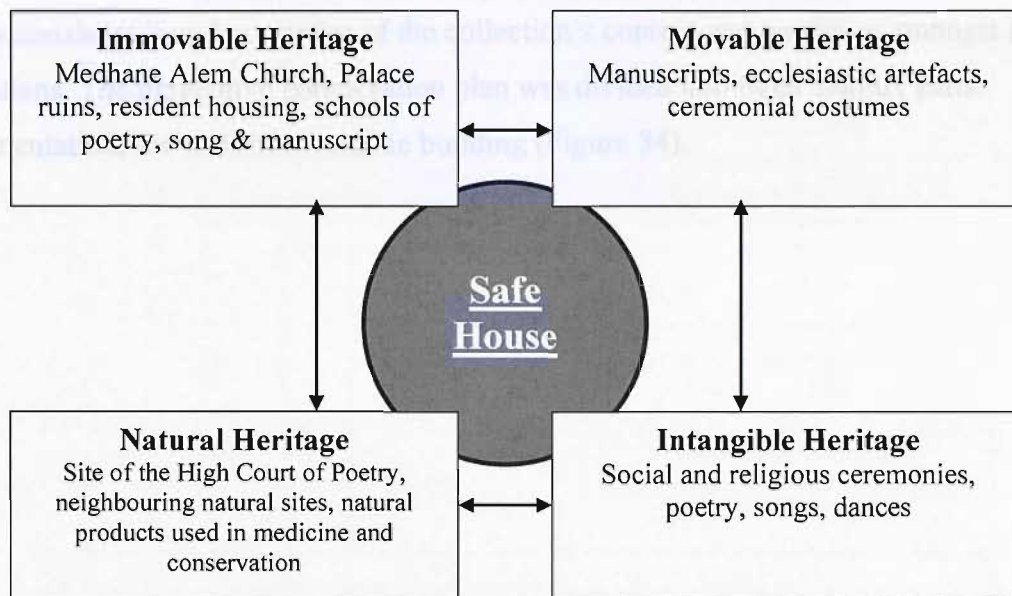 Immovable Heritage
Medhane Alem Church, Palace
ruins, resident housing, schools of
poetry, song & manuscript
Movable Heritage
Manuscripts, ecclesiastic artefacts,
ceremonial costumes
Safe
House
Natural Heritage
Site of the High Court of Poetry,
neighbouring natural sites, natural
products used in medicine and
conservation
Intangible Heritage
Social and religious ceremonies,
poetry, songs, dances